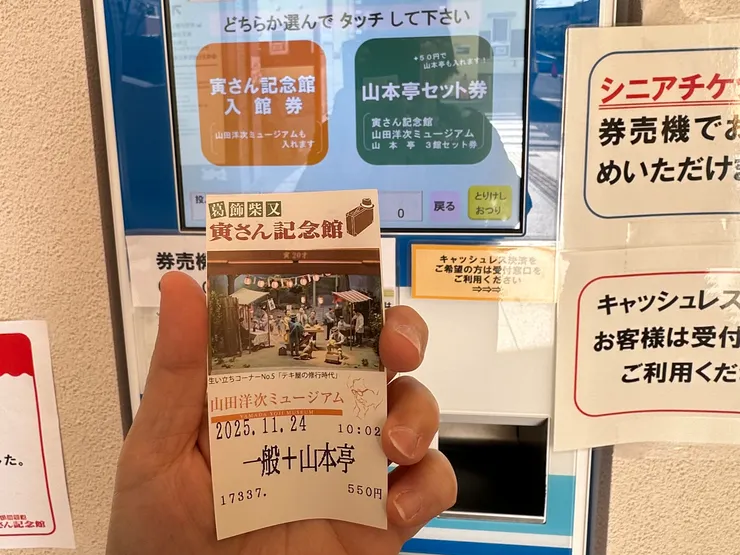 どちらか選んで タッチ して下さい
寅さん記念館
入 館 券
山田洋次ミュージアムも
入れます
+50円で
山本亭も入れます!
山本亭セット券
寅さん記念館
山田洋次ミュージアム
山 本 亭 3館セット券
0
戻る
とりけし
おつり
券売機
キャッシュレス決済を
ご希望の方は受付窓口を
ご利用ください
⇒⇒⇒
シニアチケ
券売機でお
めいただけ
キャッシュレス
お客様は受付
ご利用くだ
葛飾柴又
寅さん記念館
生い立ちコーナーNo.5「テキ屋の修行時代」
山田洋次ミュージアム
YAMADA YOJI MUSEUM
2025.11.24 10:02
一般+山本亭
17337. 550円
した。
さん記念館